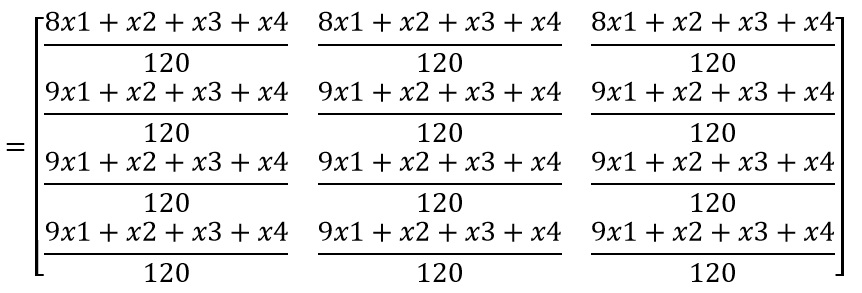 8x1 + x2 + x3 + x4 8x1 + x2 + x3 + x4 8x1 + x2 + x3 + x4
120 120 120
9x1 + x2 + x3 + x4 9x1 + x2 + x3 + x4 9x1 + x2 + x3 + x4
120 120 120
=
9x1 + x2 + x3 + x4 9x1 + x2 + x3 + x4 9x1 + x2 + x3 + x4
120 120 120
9x1 + x2 + x3 + x4 9x1 + x2 + x3 + x4 9x1 + x2 + x3 + x4
120 120 120